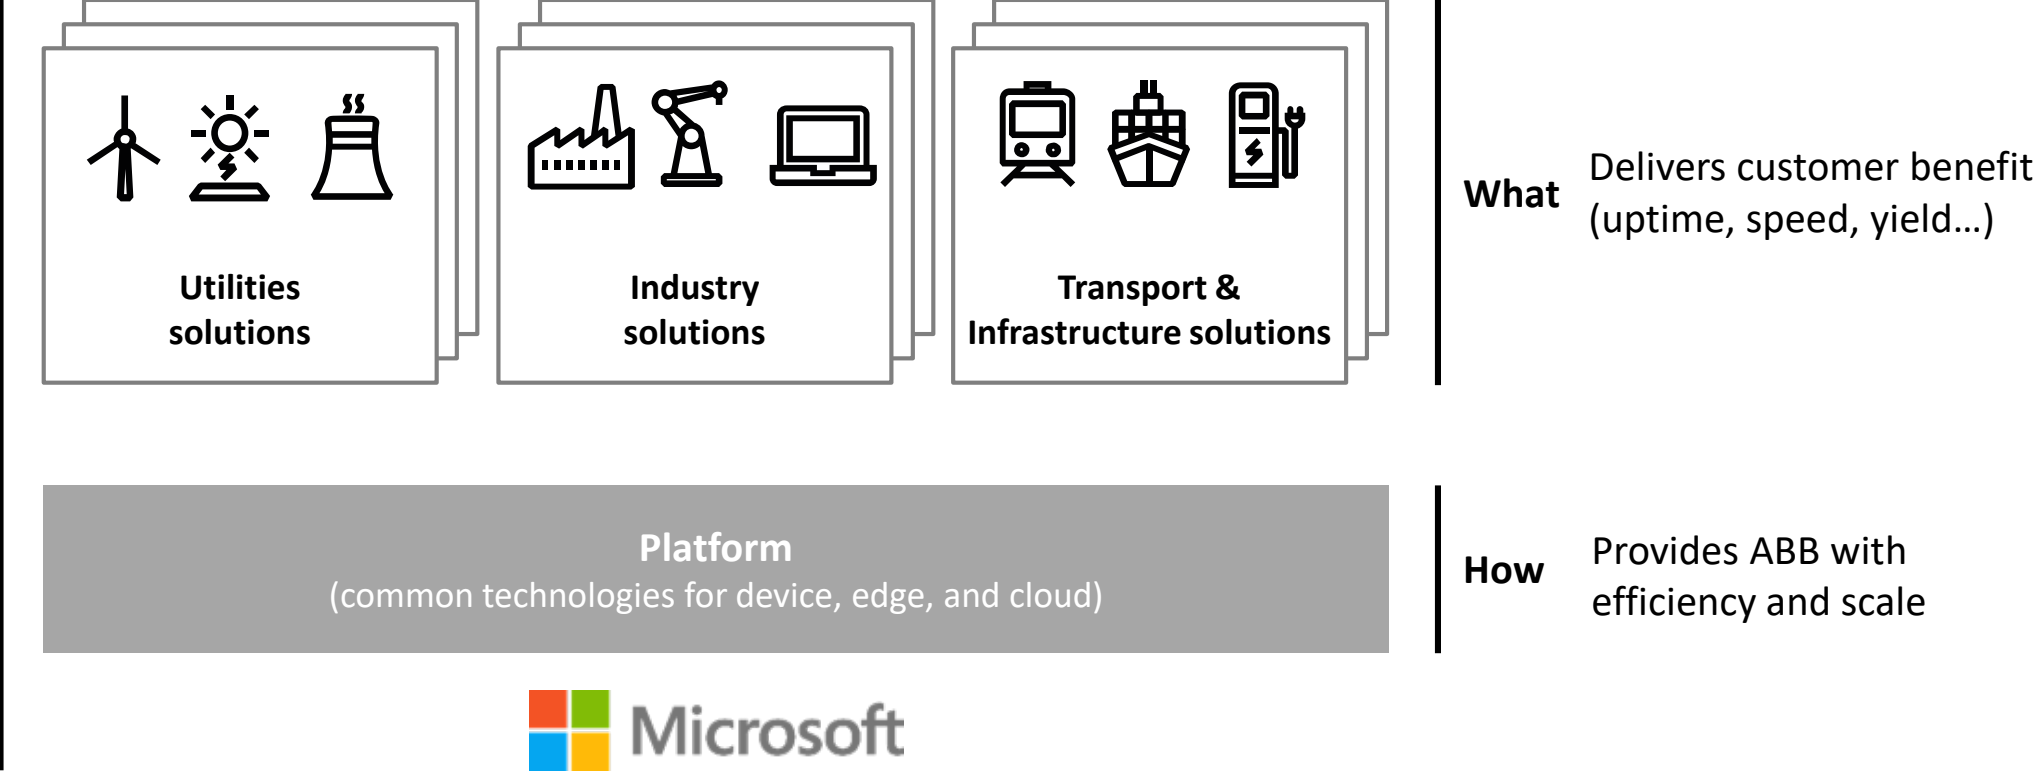 Utilities
solutions
Industry
solutions
Transport &
Infrastructure solutions
What
Delivers customer benefit
(uptime, speed, yield…)
Platform
(common technologies for device, edge, and cloud)
How
Provides ABB with
efficiency and scale
Microsoft